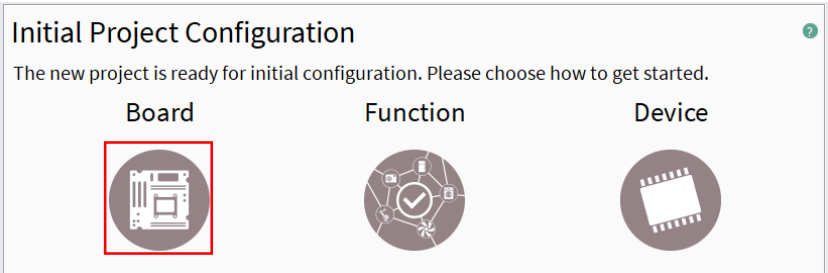 Initial Project Configuration
?
The new project is ready for initial configuration. Please choose how to get started.
Board
Function
Device